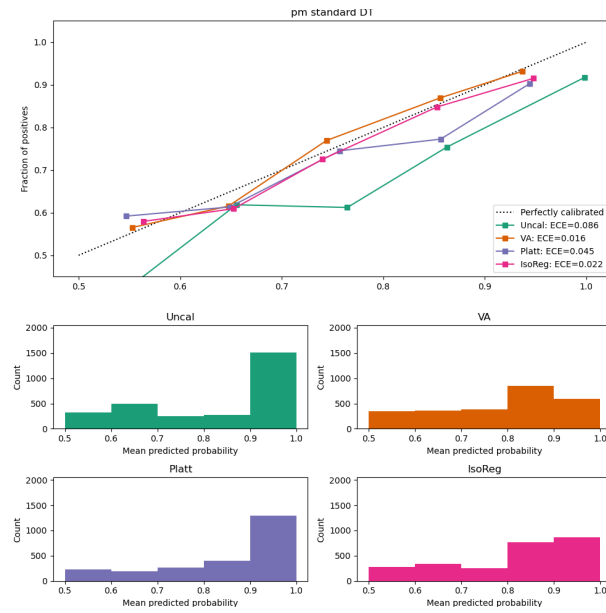 pm standard DT
1.0
0.9
0.8
0.7
0.6
0.5
Fraction of positives
Perfectly calibrated
Uncal: ECE=0.086
VA: ECE=0.016
Platt: ECE=0.045
IsoReg: ECE=0.022
0.5 0.6 0.7 0.8 0.9 1.0
Uncal
2000
1500
1000
500
0
Count
0.5 0.6 0.7 0.8 0.9 1.0
Mean predicted probability
VA
2000
1500
1000
500
0
Count
0.5 0.6 0.7 0.8 0.9 1.0
Mean predicted probability
Platt
2000
1500
1000
500
0
Count
0.5 0.6 0.7 0.8 0.9 1.0
Mean predicted probability
IsoReg
2000
1500
1000
500
0
Count
0.5 0.6 0.7 0.8 0.9 1.0
Mean predicted probability